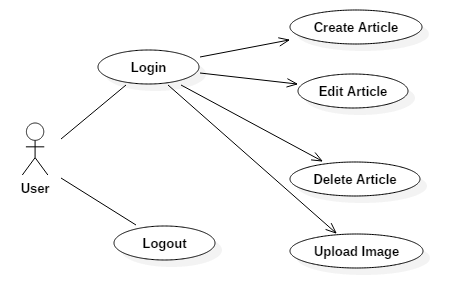 Create Article
Login
Edit Article
User
Delete Article
Logout
Upload Image